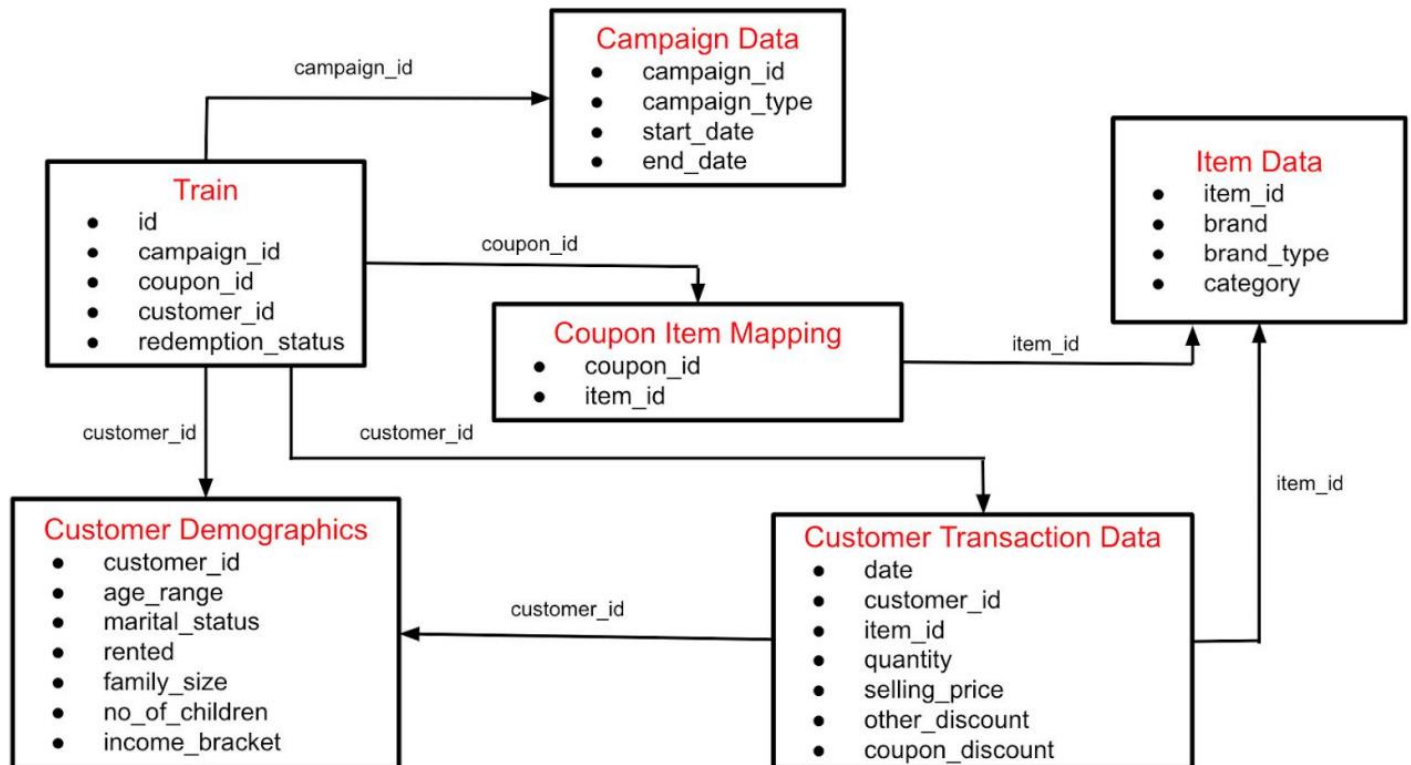 Campaign Data
• campaign_id
• campaign_type
• start_date
• end_date
campaign_id
Train
• id
• campaign_id
• coupon_id
• customer_id
• redemption_status
Item Data
• item_id
• brand
• brand_type
• category
coupon_id
Coupon Item Mapping
• coupon_id
• item_id
item_id
customer_id
customer_id
item_id
Customer Demographics
• customer_id
• age_range
• marital_status
• rented
• family_size
• no_of_children
• income_bracket
customer_id
Customer Transaction Data
• date
• customer_id
• item_id
• quantity
• selling_price
• other_discount
• coupon_discount